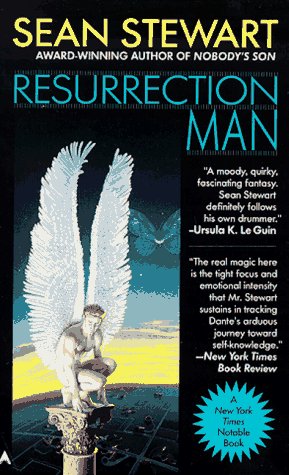 SEAN STEWART
AWARD-WINNING AUTHOR OF NOBODY'S SON
RESURRECTION
MAN
"A moody, quirky,
fascinating fantasy.
Sean Stewart
definitely follows
his own drummer."
–Ursula K. Le Guin
"The real magic here
is the tight focus and
emotional intensity
that Mr. Stewart
sustains in tracking
Dante's arduous
journey toward
self-knowledge."
—New York Times
Book Review
A
New York
Times
Notable
Book